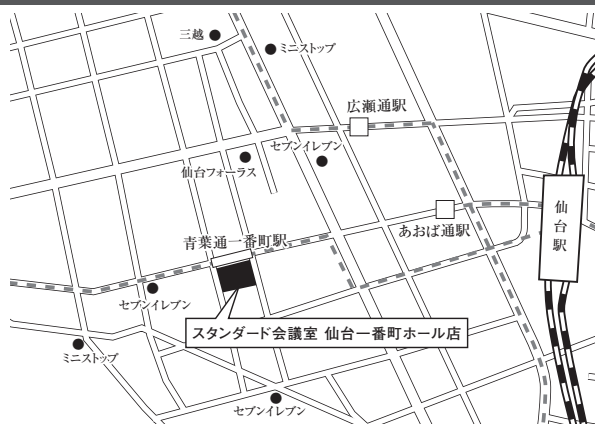 三越
ミニストップ
広瀬通駅
セブンイレブン
仙台フォーラス
仙台駅
あおば通駅
青葉通一番町駅
セブンイレブン
スタンダード会議室 仙台一番町ホール店
ミニストップ
セブンイレブン